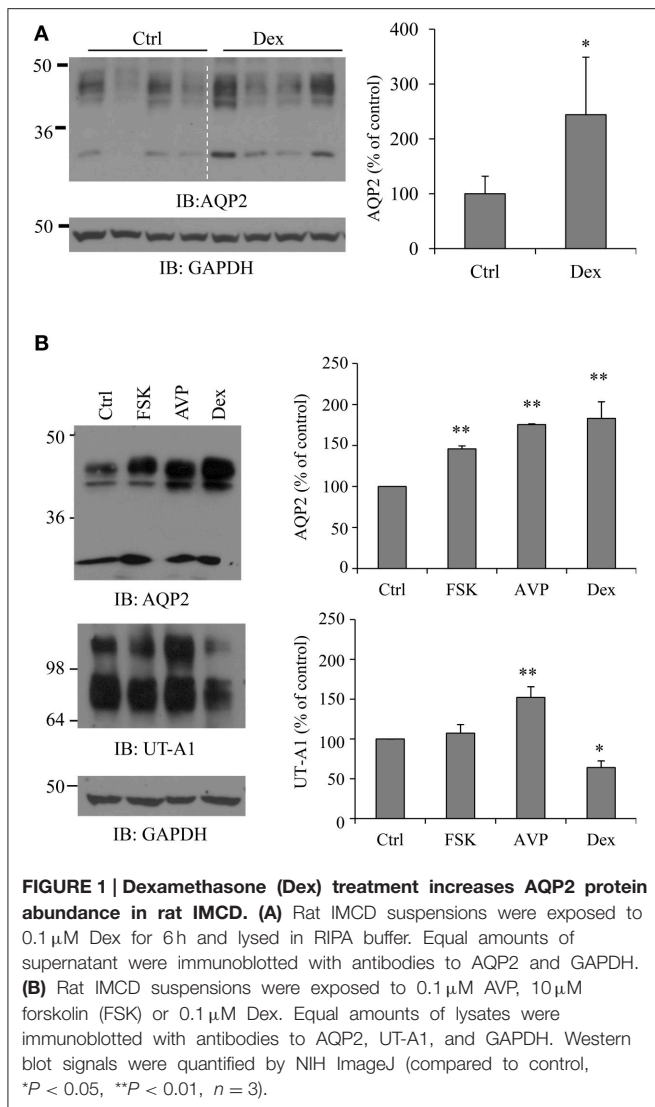 A
Ctrl Dex
50
36
IB:AQP2
50
IB: GAPDH
AQP2 (% of control)
400
300
200
100
0
*
Ctrl Dex
B
Ctrl FSK AVP Dex
50
36
IB: AQP2
98
64
IB: UT-A1
50
IB: GAPDH
AQP2 (% of control)
250
200
150
100
50
0
** ** **
Ctrl FSK AVP Dex
UT-A1 (% of control)
200
150
100
50
0
** *
Ctrl FSK AVP Dex
FIGURE 1 | Dexamethasone (Dex) treatment increases AQP2 protein
abundance in rat IMCD. (A) Rat IMCD suspensions were exposed to
0.1 μM Dex for 6 h and lysed in RIPA buffer. Equal amounts of
supernatant were immunoblotted with antibodies to AQP2 and GAPDH.
(B) Rat IMCD suspensions were exposed to 0.1 μM AVP, 10 μM
forskolin (FSK) or 0.1 μM Dex. Equal amounts of lysates were
immunoblotted with antibodies to AQP2, UT-A1, and GAPDH. Western
blot signals were quantified by NIH ImageJ (compared to control,
*P < 0.05, **P < 0.01, n = 3).